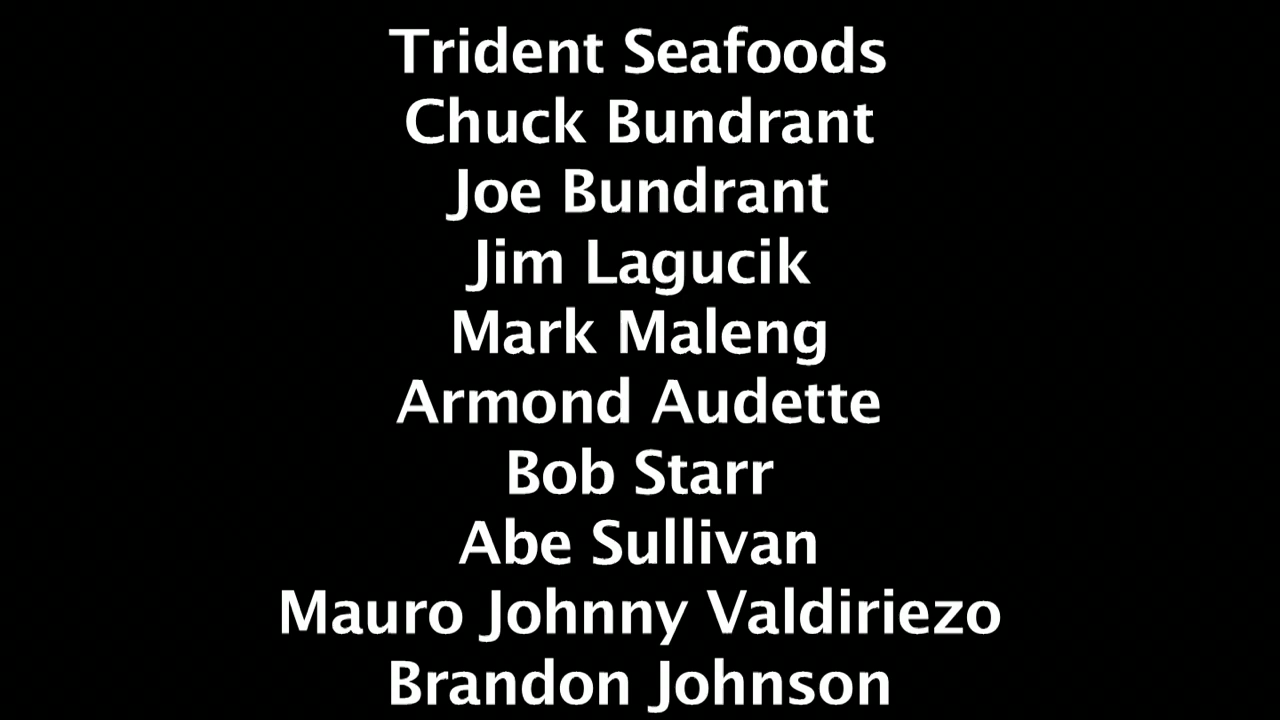 Trident Seafoods
Chuck Bundrant
Joe Bundrant
Jim Lagucik
Mark Maleng
Armond Audette
Bob Starr
Abe Sullivan
Mauro Johnny Valdiriezo
Brandon Johnson